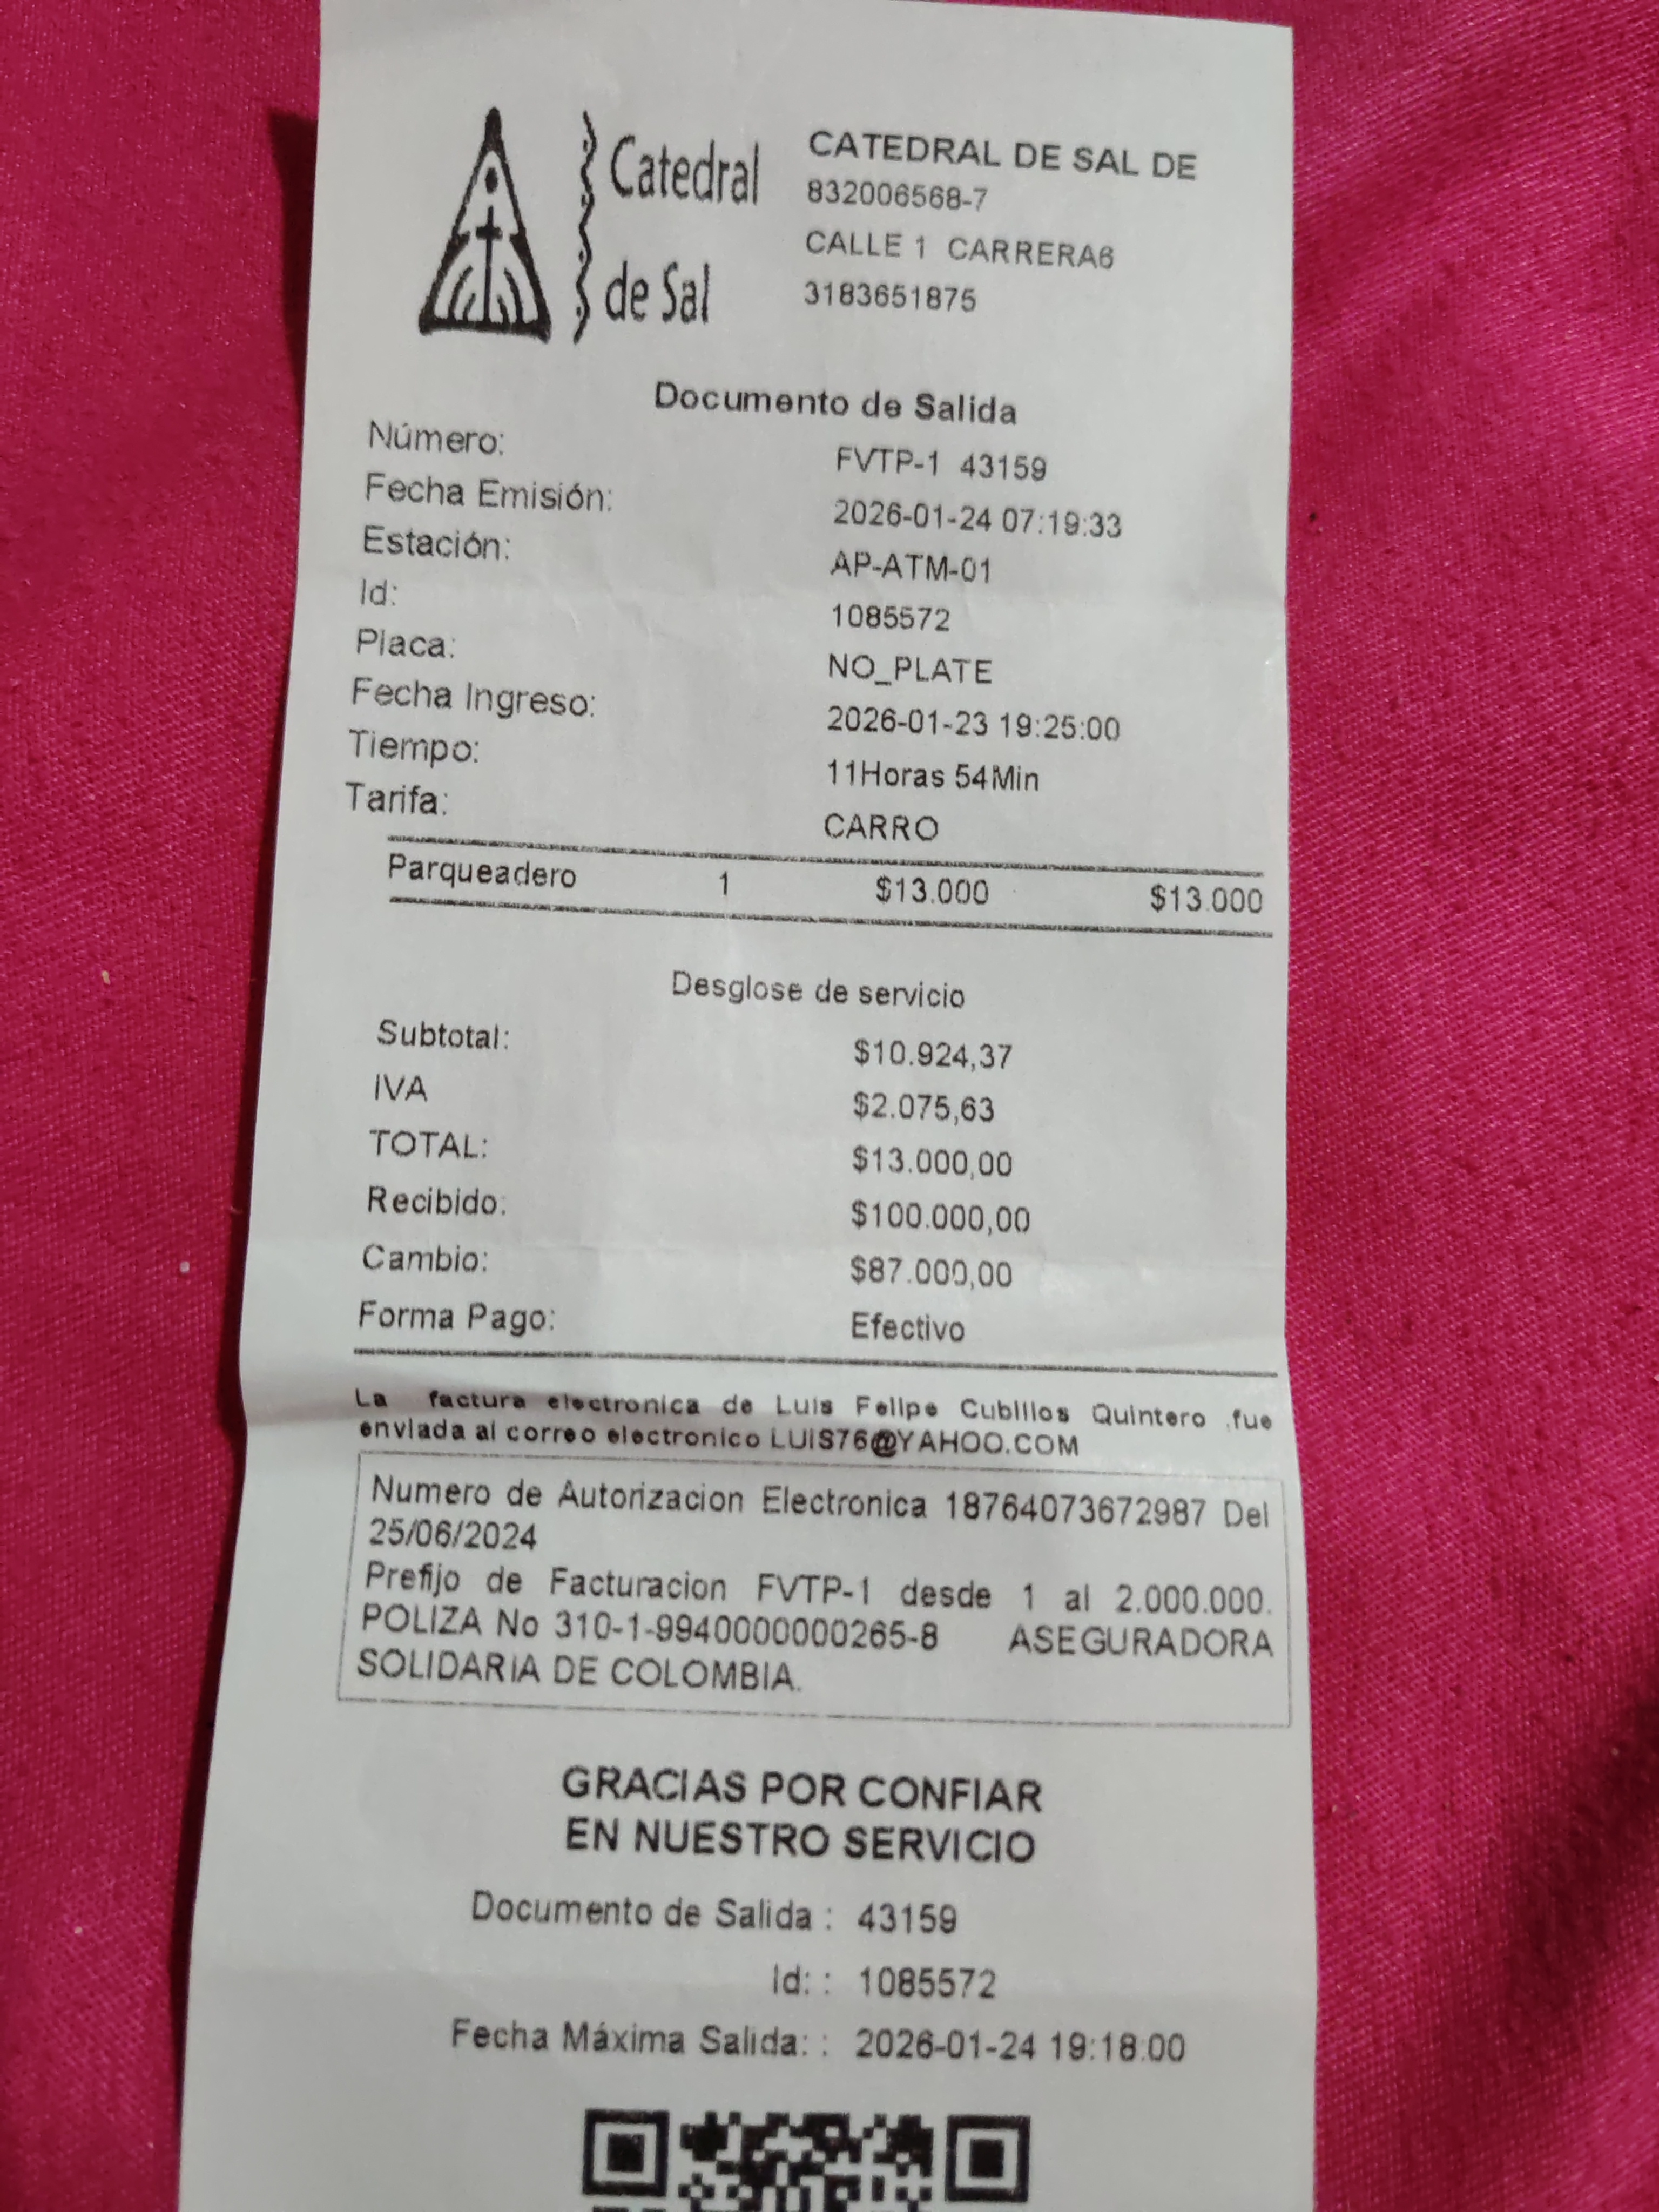 Catedral
de Sal
CATEDRAL DE SAL DE
832006568-7
CALLE 1 CARRERA6
3183651875
Documento de Salida
Número: FVTP-1 43159
Fecha Emisión: 2026-01-24 07:19:33
Estación: AP-ATM-01
Id: 1085572
Placa: NO_PLATE
Fecha Ingreso: 2026-01-23 19:25:00
Tiempo: 11Horas 54Min
Tarifa: CARRO
Parqueadero 1 $13.000 $13.000
Desglose de servicio
Subtotal: $10.924,37
IVA $2.075,63
TOTAL: $13.000,00
Recibido: $100.000,00
Cambio: $87.000,00
Forma Pago: Efectivo
La factura electronica de Luis Felipe Cubillos Quintero fue
enviada al correo electronico LUIS76@YAHOO.COM
Numero de Autorizacion Electronica 18764073672987 Del
25/06/2024
Prefijo de Facturacion FVTP-1 desde 1 al 2.000.000.
POLIZA No 310-1-9940000000265-8 ASEGURADORA
SOLIDARIA DE COLOMBIA.
GRACIAS POR CONFIAR
EN NUESTRO SERVICIO
Documento de Salida : 43159
Id: : 1085572
Fecha Máxima Salida: : 2026-01-24 19:18:00